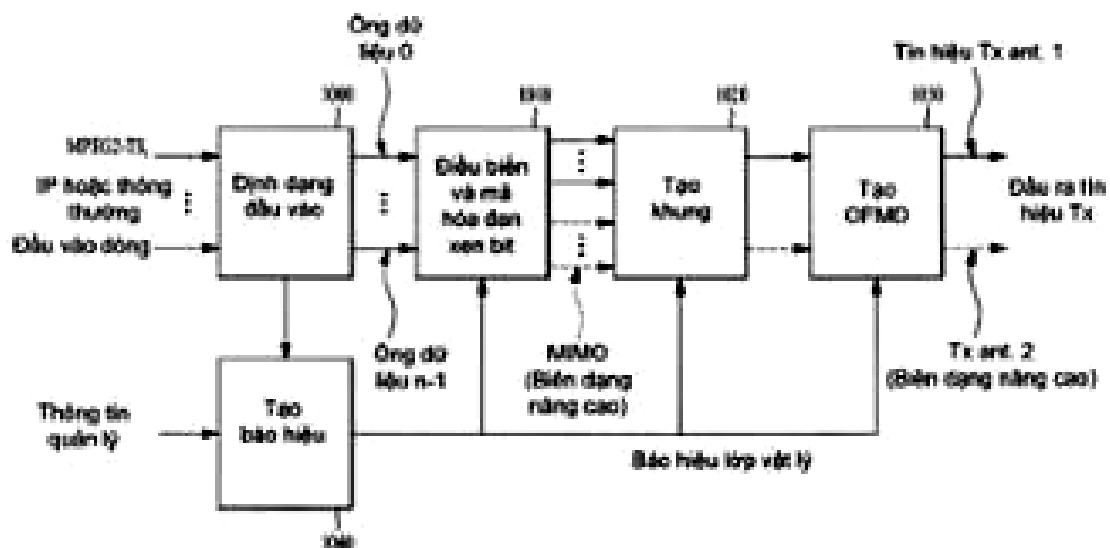 Ống dữ
liệu 0
Tín hiệu Tx ant. 1
MPEG2-TS,
IP hoặc thông
thường
Đầu vào dòng
Định dạng
đầu vào
Điều biến
và mã
hóa đan
xen bit
Tạo
khung
Tạo
OFMD
Đầu ra tín
hiệu Tx
Ống dữ
liệu n-1
MIMO
(Biên dạng
nâng cao)
Tx ant. 2
(Biên dạng nâng cao)
Thông tin
quản lý
Tạo
báo hiệu
Báo hiệu lớp vật lý